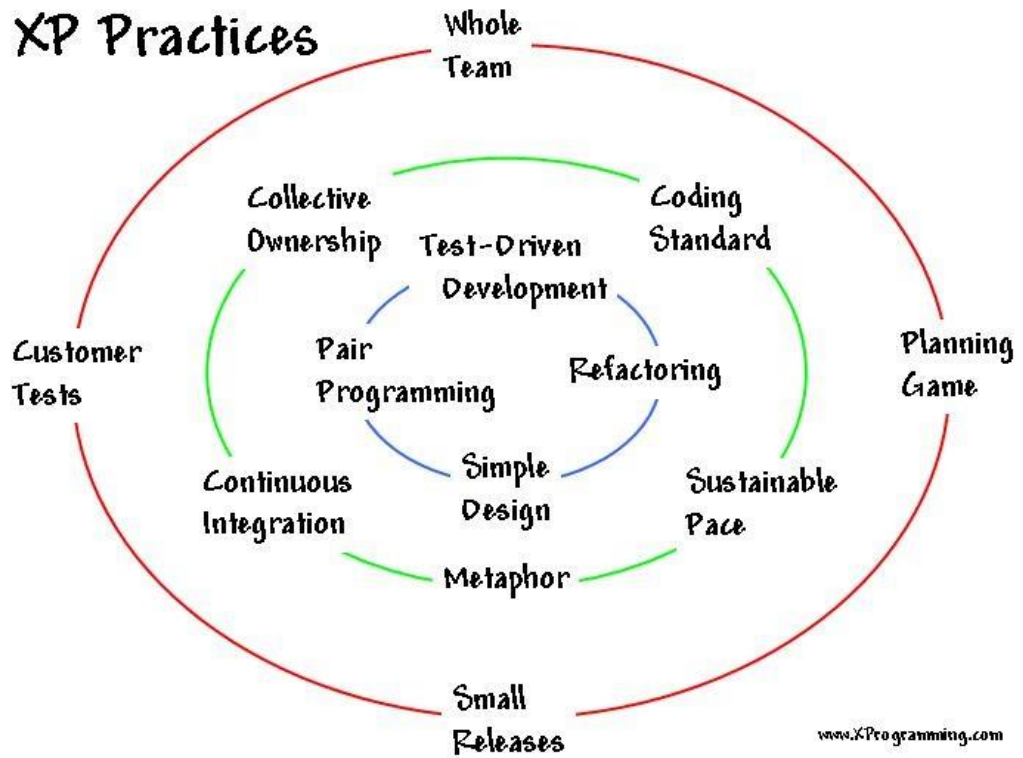 XP Practices
Whole
Team
Collective
Ownership
Coding
Standard
Test-Driven
Development
Customer
Tests
Pair
Programming
Refactoring
Planning
Game
Continuous
Integration
Simple
Design
Sustainable
Pace
Metaphor
Small
Releases
www.XProgramming.com